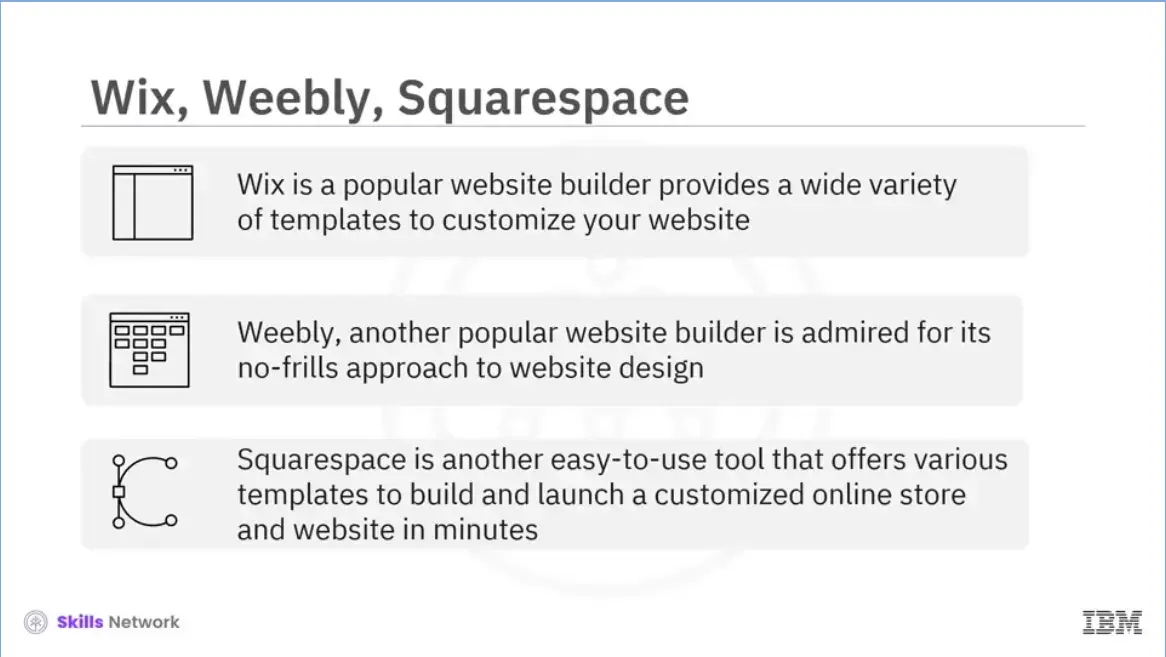 Wix, Weebly, Squarespace
Wix is a popular website builder provides a wide variety
of templates to customize your website
Weebly, another popular website builder is admired for its
no-frills approach to website design
Squarespace is another easy-to-use tool that offers various
templates to build and launch a customized online store
and website in minutes
Skills Network
IBM